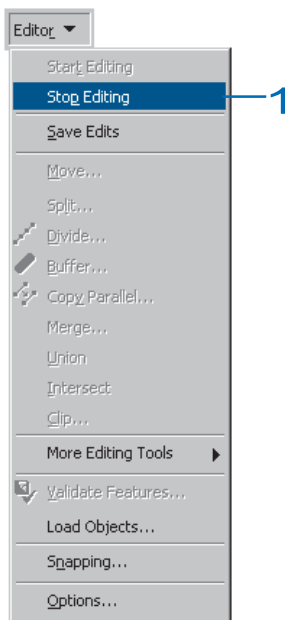 Editor
Start Editing
Stop Editing
1
Save Edits
Move...
Split...
Divide...
Buffer...
Copy Parallel...
Merge...
Union
Intersect
Clip...
More Editing Tools
Validate Features...
Load Objects...
Snapping...
Options...